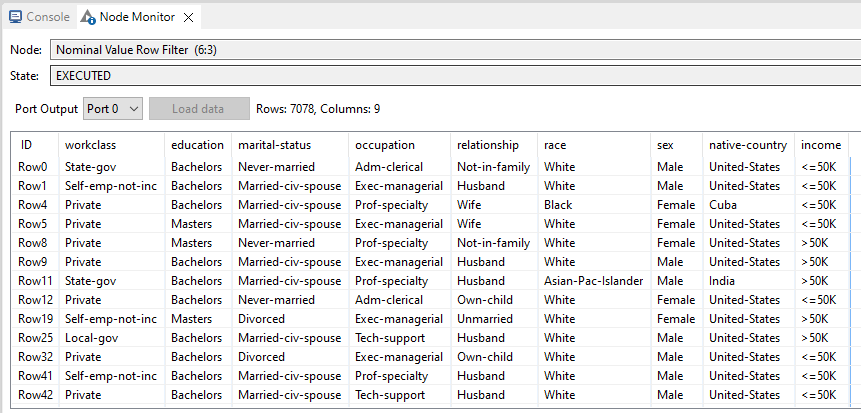 Console Node Monitor
Node: Nominal Value Row Filter (6:3)
State: EXECUTED
Port Output Port 0 Load data Rows: 7078, Columns: 9
ID workclass education marital-status occupation relationship race sex native-country income
Row0 State-gov Bachelors Never-married Adm-clerical Not-in-family White Male United-States <=50K
Row1 Self-emp-not-inc Bachelors Married-civ-spouse Exec-managerial Husband White Male United-States <=50K
Row4 Private Bachelors Married-civ-spouse Prof-specialty Wife Black Female Cuba <=50K
Row5 Private Masters Married-civ-spouse Exec-managerial Wife White Female United-States <=50K
Row8 Private Masters Never-married Prof-specialty Not-in-family White Female United-States >50K
Row9 Private Bachelors Married-civ-spouse Exec-managerial Husband White Male United-States >50K
Row11 State-gov Bachelors Married-civ-spouse Prof-specialty Husband Asian-Pac-Islander Male India >50K
Row12 Private Bachelors Never-married Adm-clerical Own-child White Female United-States <=50K
Row19 Self-emp-not-inc Masters Divorced Exec-managerial Unmarried White Female United-States >50K
Row25 Local-gov Bachelors Married-civ-spouse Tech-support Husband White Male United-States >50K
Row32 Private Bachelors Divorced Exec-managerial Own-child White Male United-States <=50K
Row41 Self-emp-not-inc Bachelors Married-civ-spouse Prof-specialty Husband White Male United-States <=50K
Row42 Private Bachelors Married-civ-spouse Tech-support Husband White Male United-States <=50K